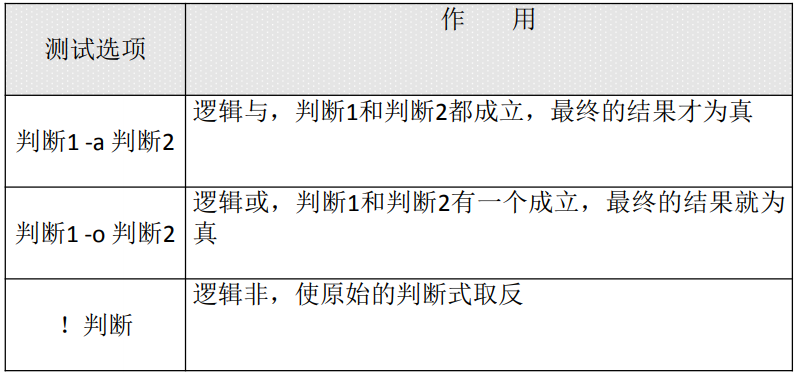 测试选项
作 用
判断1 -a 判断2
逻辑与，判断1和判断2都成立，最终的结果才为真
判断1 -o 判断2
逻辑或，判断1和判断2有一个成立，最终的结果就为
真
！判断
逻辑非，使原始的判断式取反